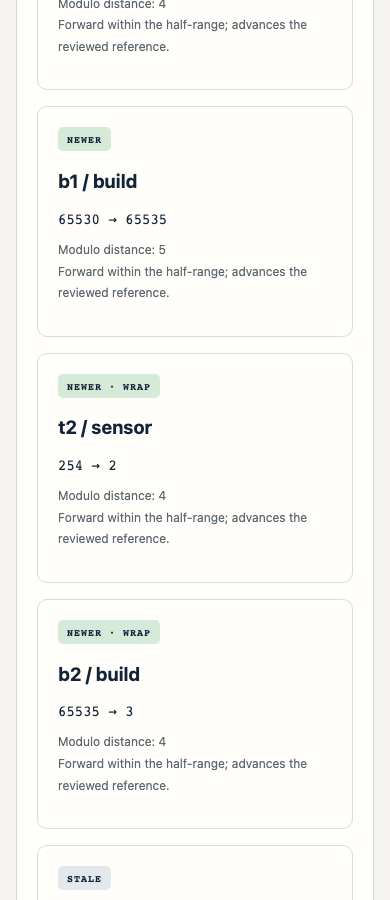 Modulo distance: 4
Forward within the half-range; advances the
reviewed reference.
NEWER
b1 / build
65530 → 65535
Modulo distance: 5
Forward within the half-range; advances the
reviewed reference.
NEWER · WRAP
t2 / sensor
254 → 2
Modulo distance: 4
Forward within the half-range; advances the
reviewed reference.
NEWER · WRAP
b2 / build
65535 → 3
Modulo distance: 4
Forward within the half-range; advances the
reviewed reference.
STALE